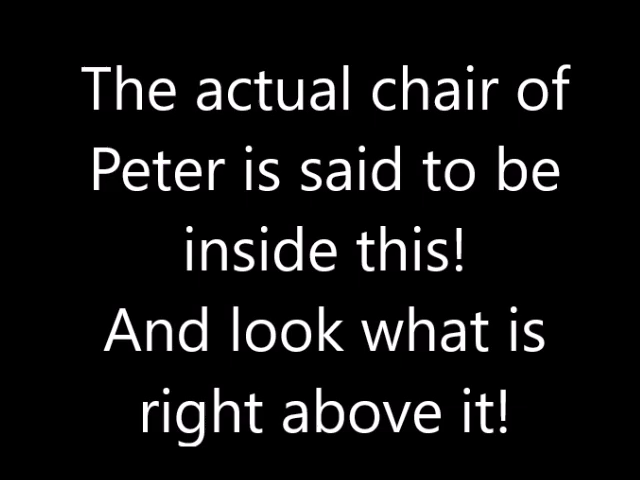 The actual chair of
Peter is said to be
inside this!
And look what is
right above it!